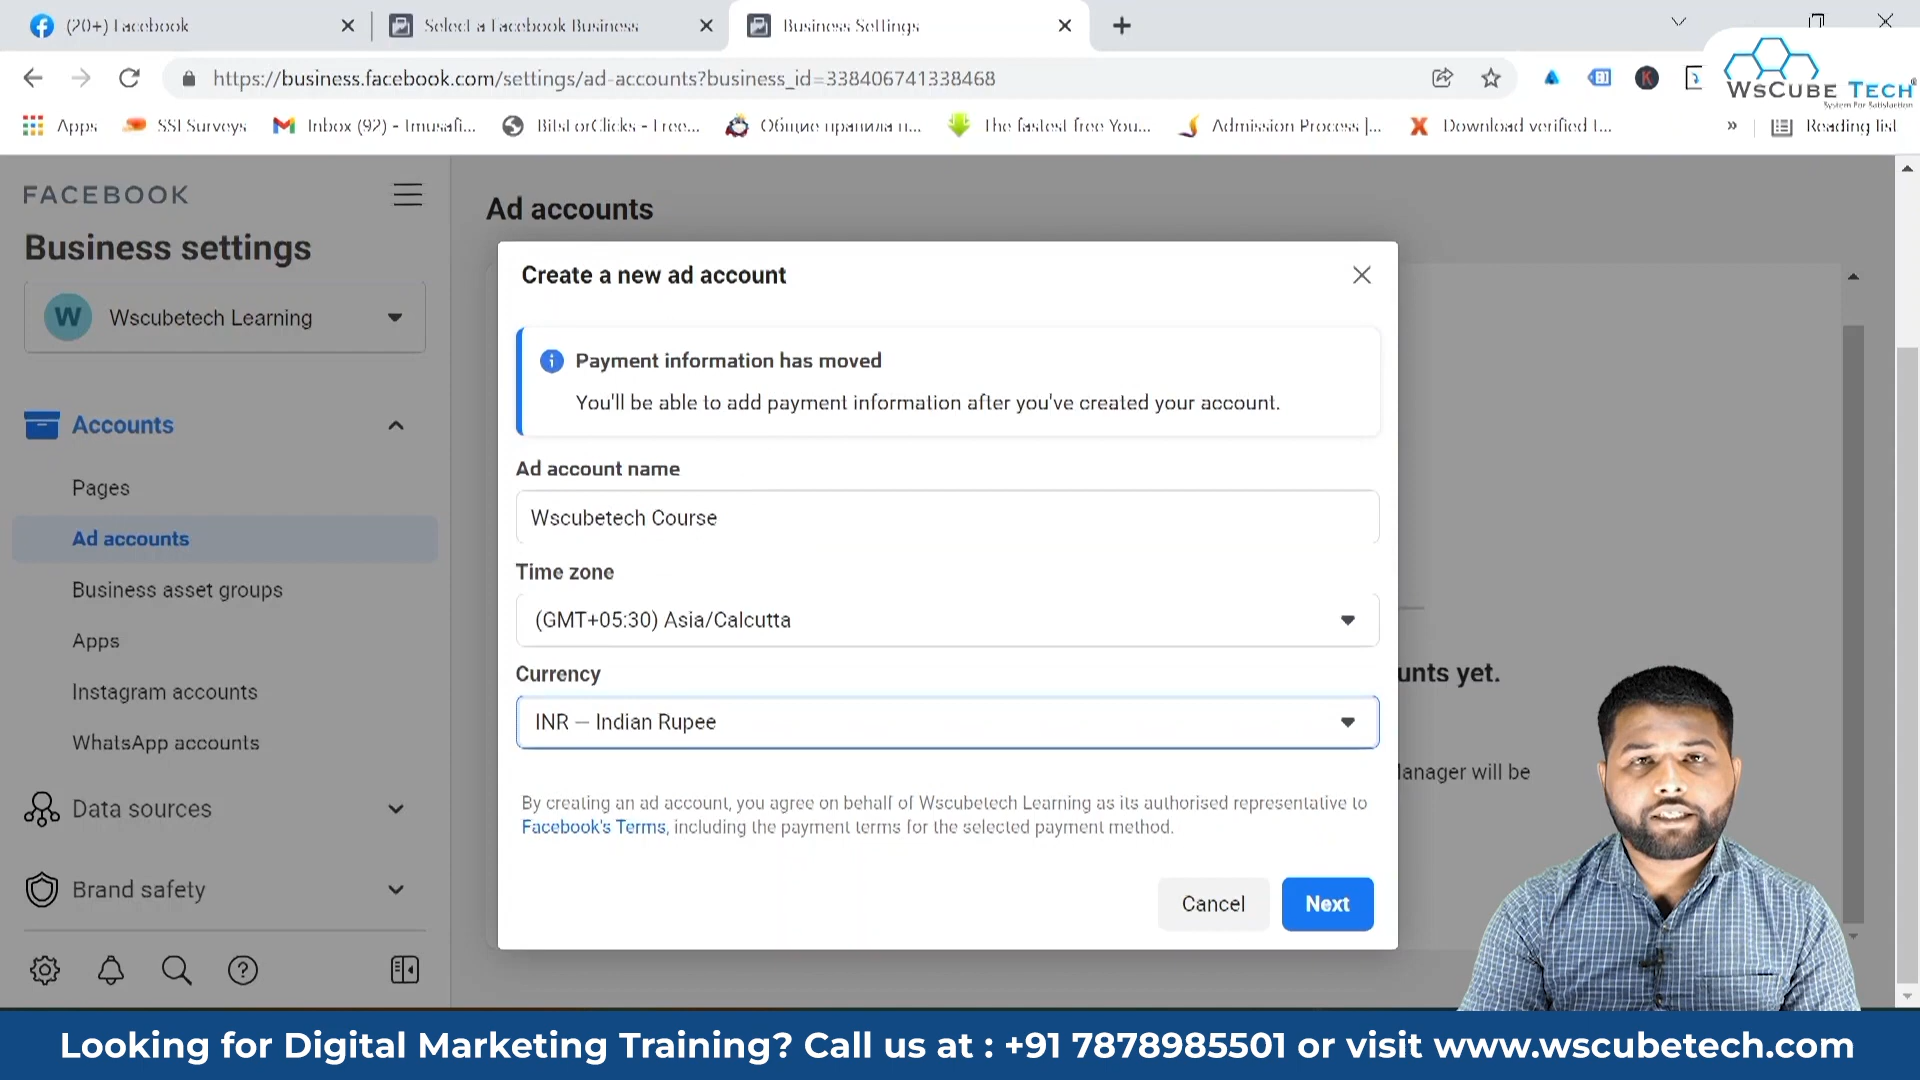 (20+) Facebook
Select a Facebook Business
Business Settings
https://business.facebook.com/settings/ad-accounts?business_id=338406741338468
WSCUBE TECH
System For Satisfaction
Apps
SSI Surveys
Inbox (92) - Imusafi...
BitsForClicks - Free...
Общие правила п...
The fastest free You...
Admission Process |...
Download verified I...
»
Reading list
FACEBOOK
Business settings
W
Wscubetech Learning
Accounts
Pages
Ad accounts
Business asset groups
Apps
Instagram accounts
WhatsApp accounts
Data sources
Brand safety
Ad accounts
Create a new ad account
Payment information has moved
You'll be able to add payment information after you've created your account.
Ad account name
Wscubetech Course
Time zone
(GMT+05:30) Asia/Calcutta
Currency
INR — Indian Rupee
By creating an ad account, you agree on behalf of Wscubetech Learning as its authorised representative to
Facebook's Terms, including the payment terms for the selected payment method.
Cancel
Next
unts yet.
lanager will be
Looking for Digital Marketing Training? Call us at : +91 7878985501 or visit www.wscubetech.com